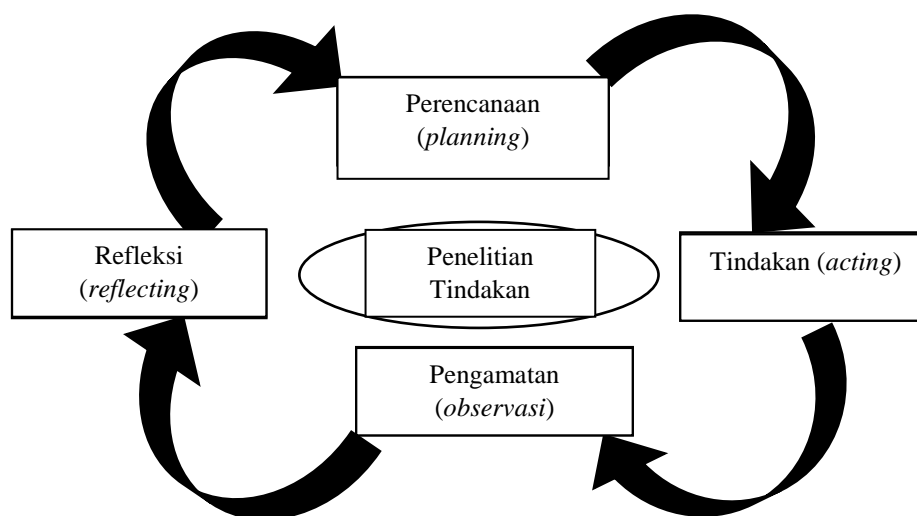 Perencanaan
(planning)
Refleksi
(reflecting)
Penelitian
Tindakan
Tindakan (acting)
Pengamatan
(observasi)